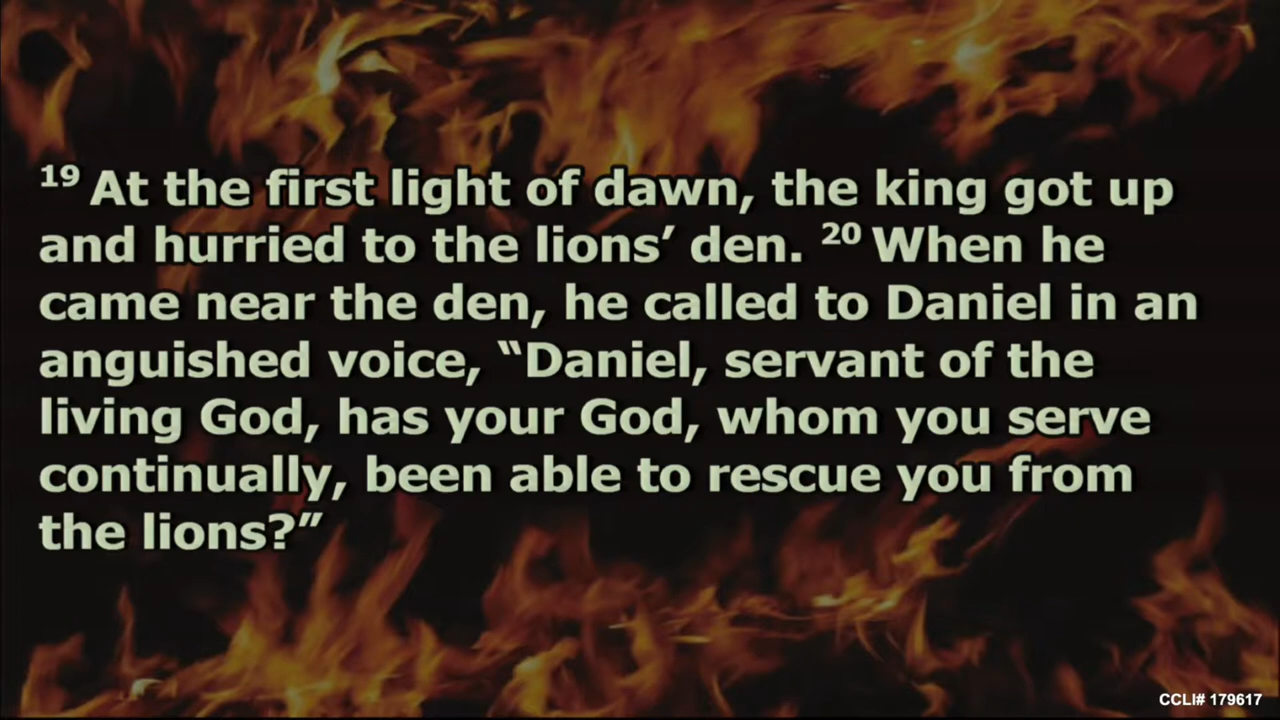 19 At the first light of dawn, the king got up
and hurried to the lions’ den. 20 When he
came near the den, he called to Daniel in an
anguished voice, “Daniel, servant of the
living God, has your God, whom you serve
continually, been able to rescue you from
the lions?”
CCLI# 179617